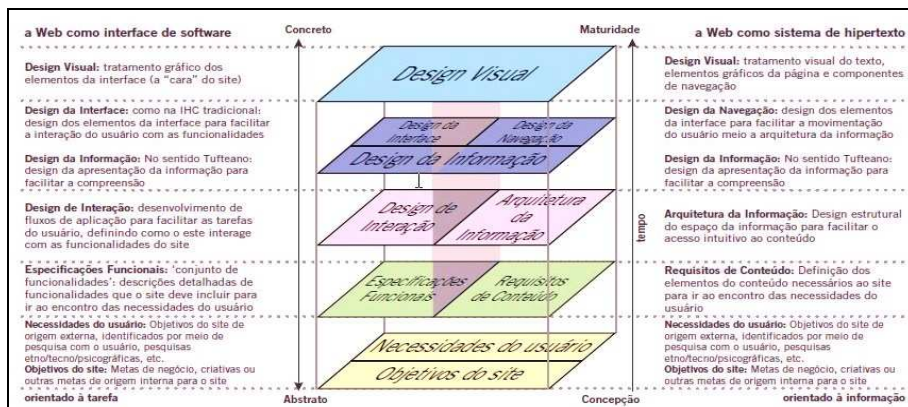 a Web como interface de software
Design Visual: tratamento gráfico dos
elementos da interface (a "cara" do site)
Design da Interface: como na IHC tradicional:
design dos elementos da interface para facilitar
a interação do usuário com as funcionalidades
Design da Informação: No sentido Tufteano:
design da apresentação da informação para
facilitar a compreensão
Design de Interação: desenvolvimento de
fluxos de aplicação para facilitar as tarefas
do usuário, definindo como o este interage
com as funcionalidades do site
Especificações Funcionais: 'conjunto de
funcionalidades': descrições detalhadas de
funcionalidades que o site deve incluir para
ir ao encontro das necessidades do usuário
Necessidades do usuário: Objetivos do site de
origem externa, identificados por meio de
pesquisa com o usuário, pesquisas
etno/tecno/psicográficas, etc.
Objetivos do site: Metas de negócio, criativas ou
outras metas de origem interna para o site
orientado à tarefa
Concreto
Maturidade
Design Visual
Design da
Interface
Design da
Navegação
Design da Informação
Design de
Interação
Arquitetura
da
Informação
Especificações
Funcionais
Requisitos
de Conteúdo
Necessidades do usuário
Objetivos do site
Abstrato
Concepção
tempo
a Web como sistema de hipertexto
Design Visual: tratamento visual do texto,
elementos gráficos da página e componentes
de navegação
Design da Navegação: design dos elementos
da interface para facilitar a movimentação
do usuário meio a arquitetura da informação
Design da Informação: No sentido Tufteano:
design da apresentação da informação para
facilitar a compreensão
Arquitetura da Informação: Design estrutural
do espaço da informação para facilitar o
acesso intuitivo ao conteúdo
Requisitos de Conteúdo: Definição dos
elementos do conteúdo necessários ao site
para ir ao encontro das necessidades do
usuário
Necessidades do usuário: Objetivos do site
de origem externa, identificados por meio
de pesquisa com o usuário, pesquisas
etno/tecno/psicográficas, etc.
Objetivos do site: Metas de negócio, criativas
ou outras metas de origem interna para o site
orientado à informação